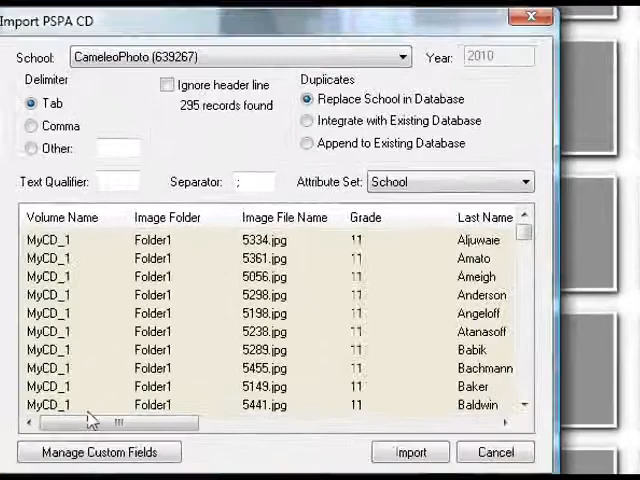 Import PSPA CD
School: CameleoPhoto (639267) Year: 2010
Delimiter
Tab
Comma
Other:
Ignore header line
295 records found
Duplicates
Replace School in Database
Integrate with Existing Database
Append to Existing Database
Text Qualifier: Separator: ; Attribute Set: School
Volume Name Image Folder Image File Name Grade Last Name
MyCD_1 Folder1 5334.jpg 11 Aljuwaie
MyCD_1 Folder1 5361.jpg 11 Amato
MyCD_1 Folder1 5056.jpg 11 Ameigh
MyCD_1 Folder1 5298.jpg 11 Anderson
MyCD_1 Folder1 5198.jpg 11 Angeloff
MyCD_1 Folder1 5238.jpg 11 Atanasoff
MyCD_1 Folder1 5289.jpg 11 Babik
MyCD_1 Folder1 5455.jpg 11 Bachmann
MyCD_1 Folder1 5149.jpg 11 Baker
MyCD_1 Folder1 5441.jpg 11 Baldwin
Manage Custom Fields Import Cancel